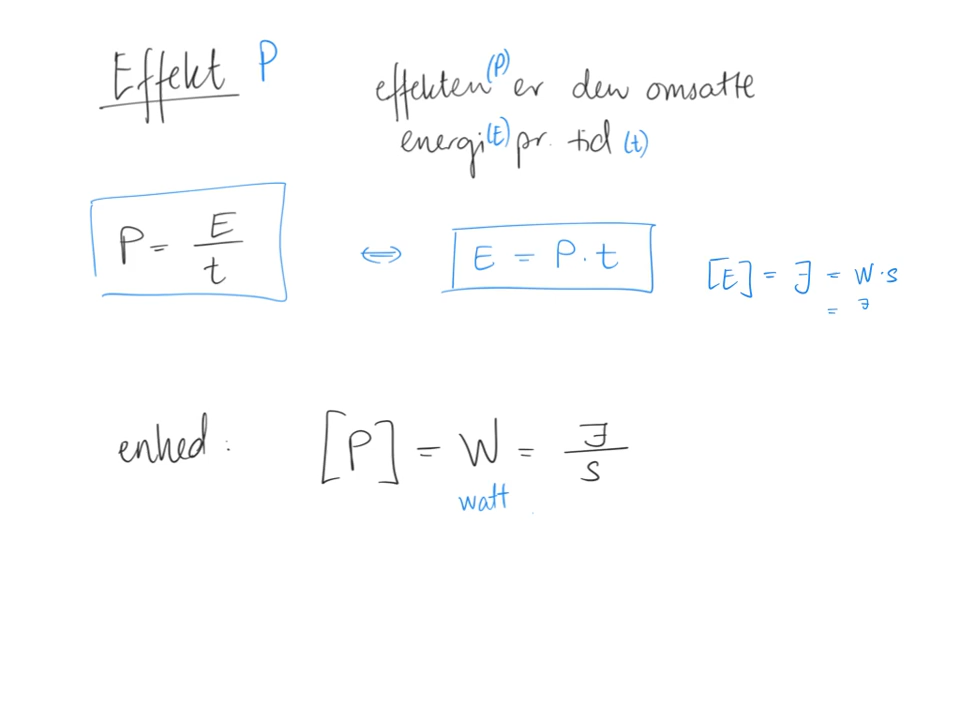 Effekt P
effekten (P) er den omsatte
energi (E) pr. tid (t)
P = E/t ⇔ E = P · t
[E] = J = W · s
= J
enhed: [P] = W = J/s
watt